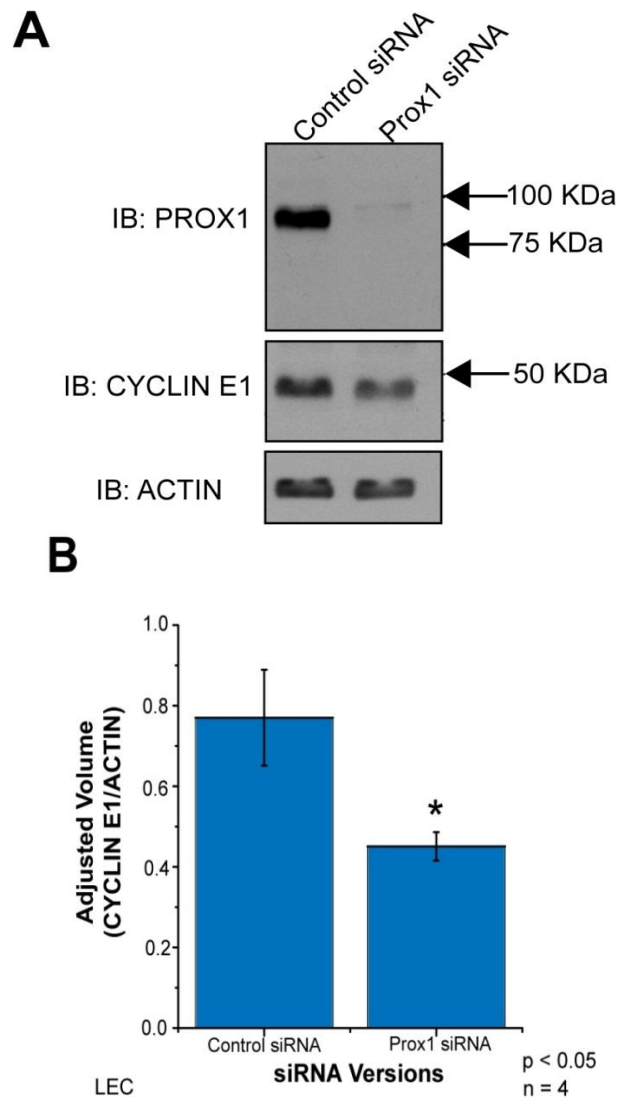 A
Control siRNA
Prox1 siRNA
IB: PROX1
100 KDa
75 KDa
IB: CYCLIN E1
50 KDa
IB: ACTIN
B
Adjusted Volume
(CYCLIN E1/ACTIN)
1.0
0.8
0.6
0.4
0.2
0.0
*
Control siRNA
Prox1 siRNA
siRNA Versions
LEC
p < 0.05
n = 4